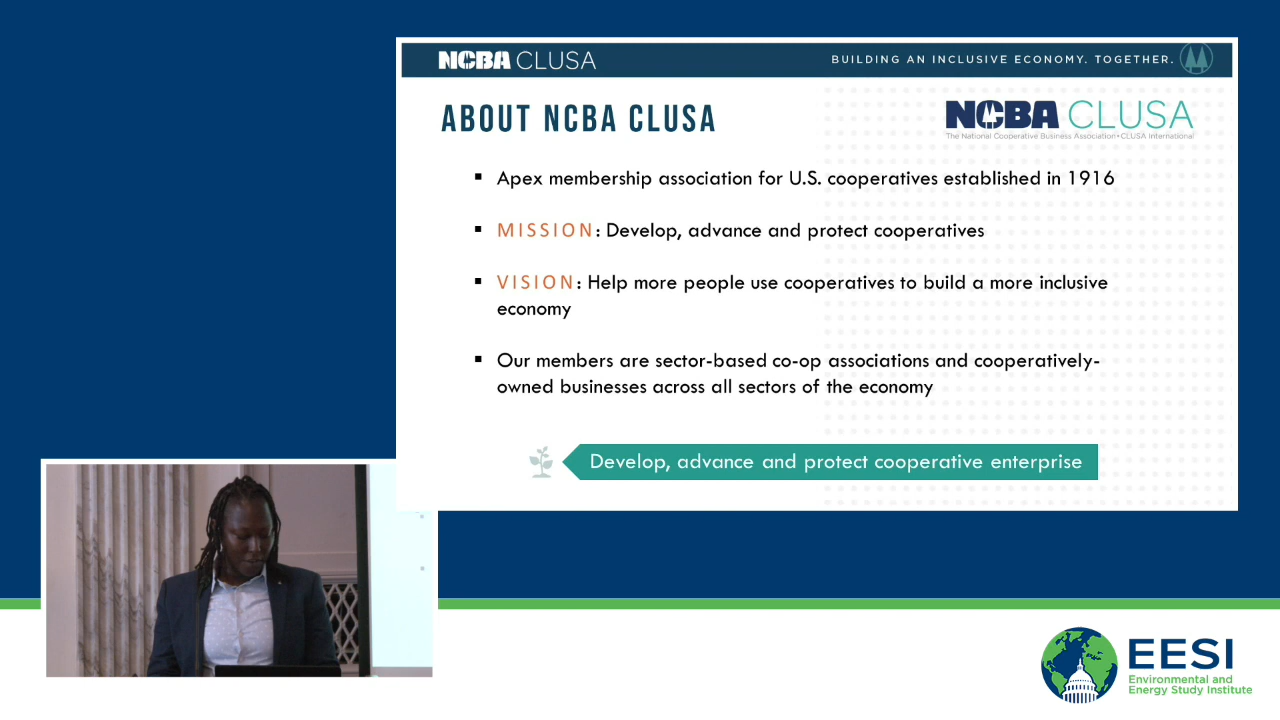 NCBA CLUSA
BUILDING AN INCLUSIVE ECONOMY. TOGETHER.
ABOUT NCBA CLUSA
NCBA CLUSA
The National Cooperative Business Association • CLUSA International
▪ Apex membership association for U.S. cooperatives established in 1916
▪ MISSION: Develop, advance and protect cooperatives
▪ VISION: Help more people use cooperatives to build a more inclusive
economy
▪ Our members are sector-based co-op associations and cooperatively-
owned businesses across all sectors of the economy
Develop, advance and protect cooperative enterprise
EESI
Environmental and
Energy Study Institute